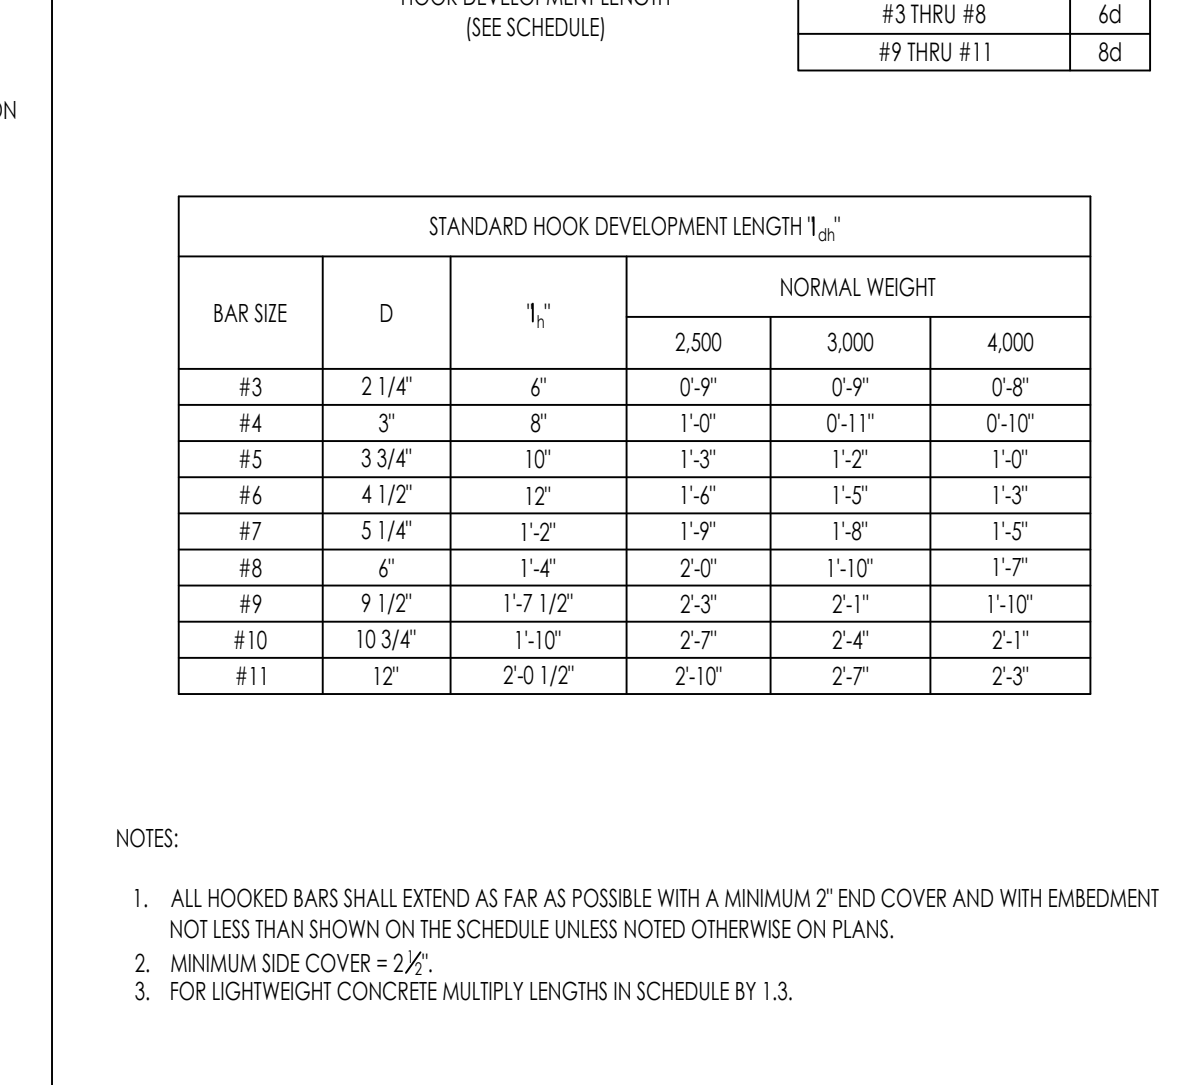 HOOK DEVELOPMENT LENGTH
(SEE SCHEDULE)
#3 THRU #8 6d
#9 THRU #11 8d
ON
STANDARD HOOK DEVELOPMENT LENGTH "ldh"
BAR SIZE D "lh" NORMAL WEIGHT
2,500 3,000 4,000
#3 2 1/4" 6" 0'-9" 0'-9" 0'-8"
#4 3" 8" 1'-0" 0'-11" 0'-10"
#5 3 3/4" 10" 1'-3" 1'-2" 1'-0"
#6 4 1/2" 12" 1'-6" 1'-5" 1'-3"
#7 5 1/4" 1'-2" 1'-9" 1'-8" 1'-5"
#8 6" 1'-4" 2'-0" 1'-10" 1'-7"
#9 9 1/2" 1'-7 1/2" 2'-3" 2'-1" 1'-10"
#10 10 3/4" 1'-10" 2'-7" 2'-4" 2'-1"
#11 12" 2'-0 1/2" 2'-10" 2'-7" 2'-3"
NOTES:
1. ALL HOOKED BARS SHALL EXTEND AS FAR AS POSSIBLE WITH A MINIMUM 2" END COVER AND WITH EMBEDMENT
NOT LESS THAN SHOWN ON THE SCHEDULE UNLESS NOTED OTHERWISE ON PLANS.
2. MINIMUM SIDE COVER = 2½".
3. FOR LIGHTWEIGHT CONCRETE MULTIPLY LENGTHS IN SCHEDULE BY 1.3.